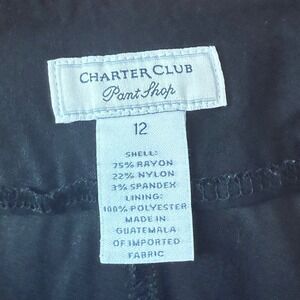 CHARTER CLUB
Pant Shop
12
SHELL:
75% RAYON
22% NYLON
3% SPANDEX
LINING:
100% POLYESTER
MADE IN
GUATEMALA
OF IMPORTED
FABRIC